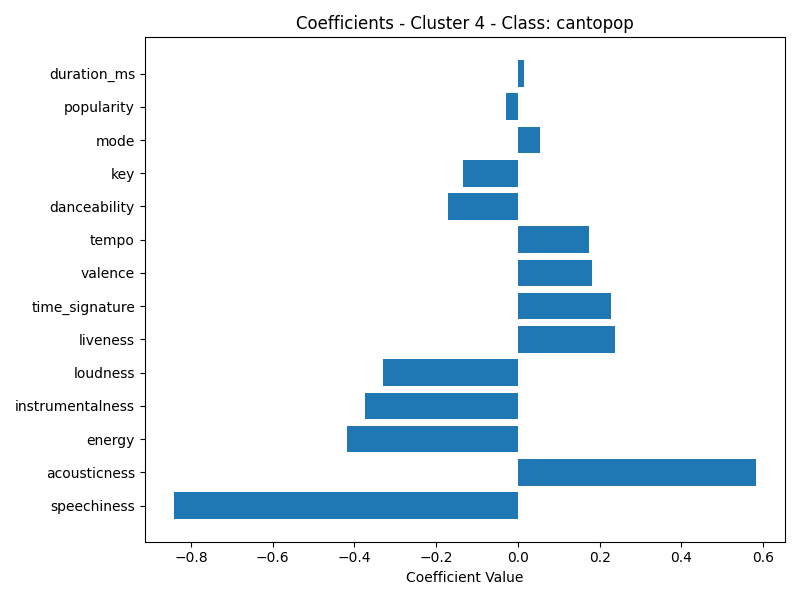 Coefficients - Cluster 4 - Class: cantopop
duration_ms
popularity
mode
key
danceability
tempo
valence
time_signature
liveness
loudness
instrumentalness
energy
acousticness
speechiness
−0.8 −0.6 −0.4 −0.2 0.0 0.2 0.4 0.6
Coefficient Value